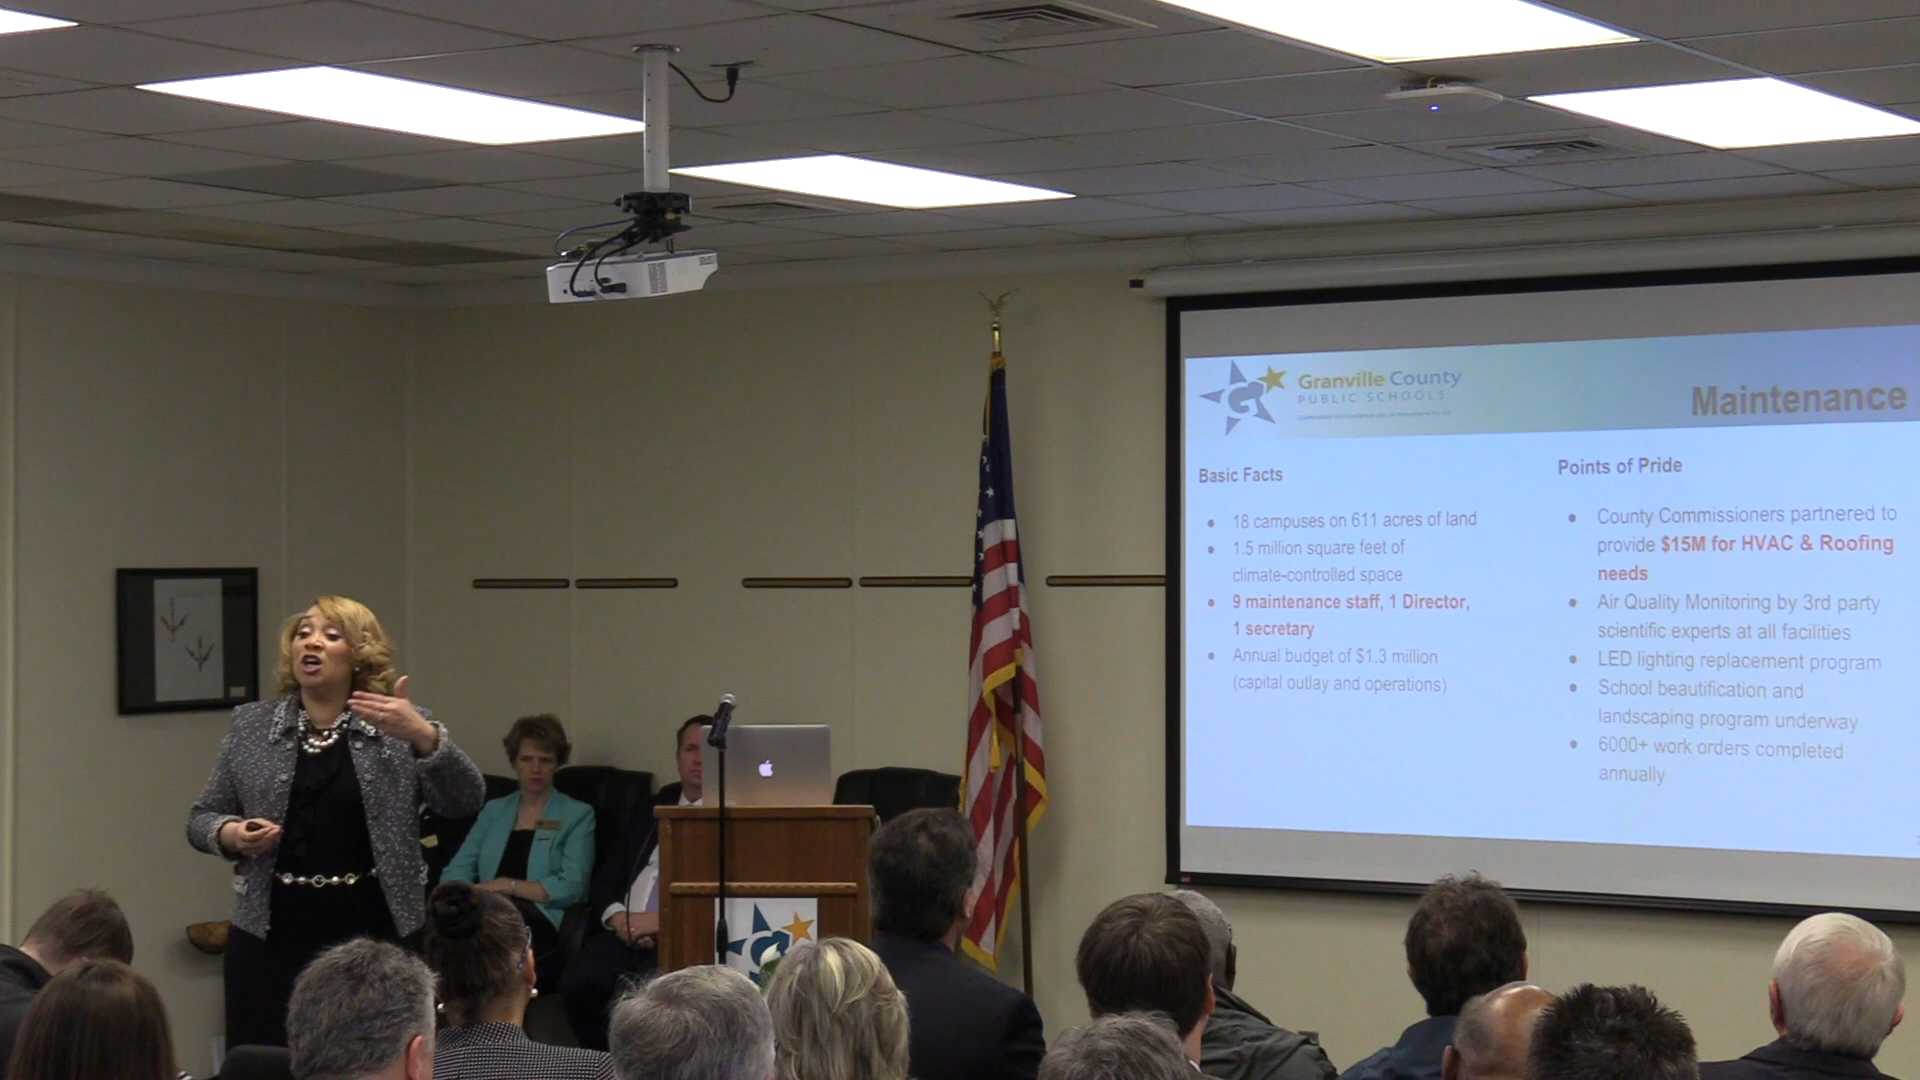 Granville County
PUBLIC SCHOOLS
Maintenance
Basic Facts
• 18 campuses on 611 acres of land
• 1.5 million square feet of
climate-controlled space
• 9 maintenance staff, 1 Director,
1 secretary
• Annual budget of $1.3 million
(capital outlay and operations)
Points of Pride
• County Commissioners partnered to
provide $15M for HVAC & Roofing
needs
• Air Quality Monitoring by 3rd party
scientific experts at all facilities
• LED lighting replacement program
• School beautification and
landscaping program underway
• 6000+ work orders completed
annually